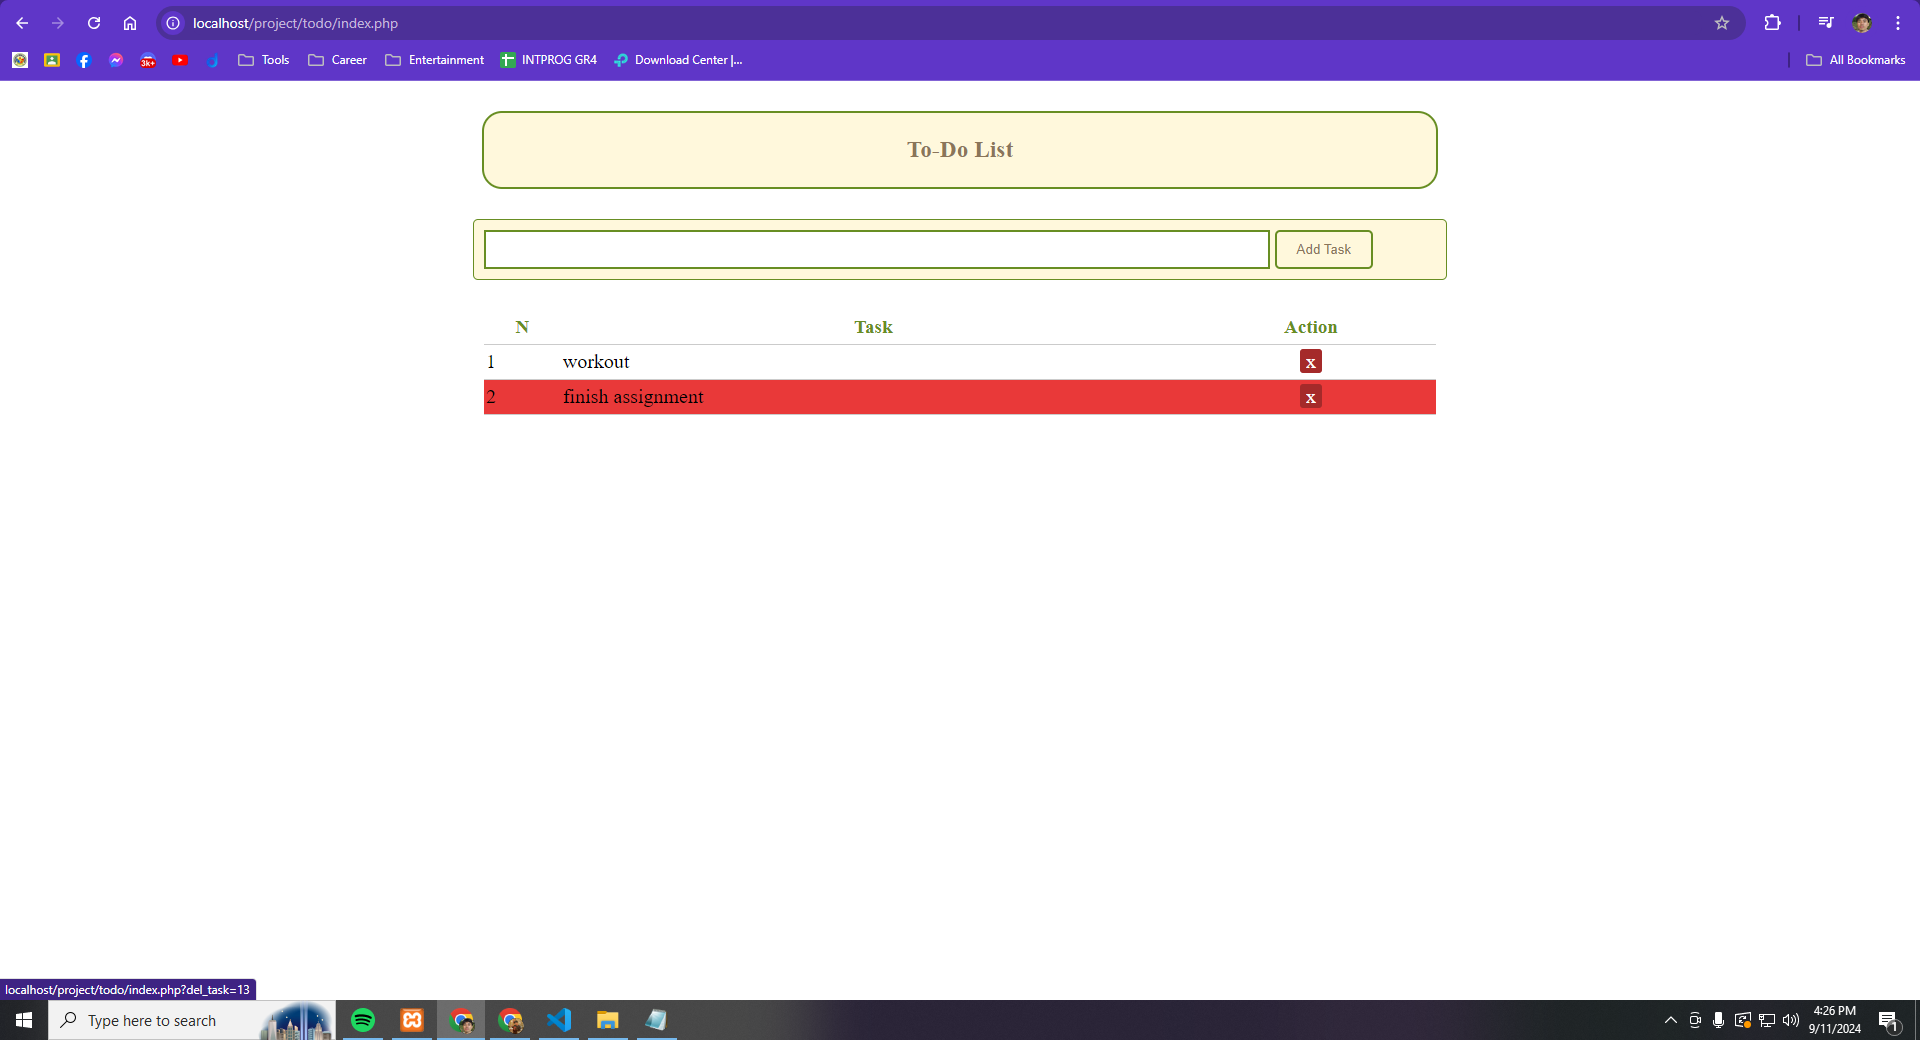 localhost/project/todo/index.php
3k+
Tools
Career
Entertainment
INTPROG GR4
Download Center |...
All Bookmarks
To-Do List
Add Task
N Task Action
1 workout x
2 finish assignment x
localhost/project/todo/index.php?del_task=13
Type here to search
4:26 PM
9/11/2024
1